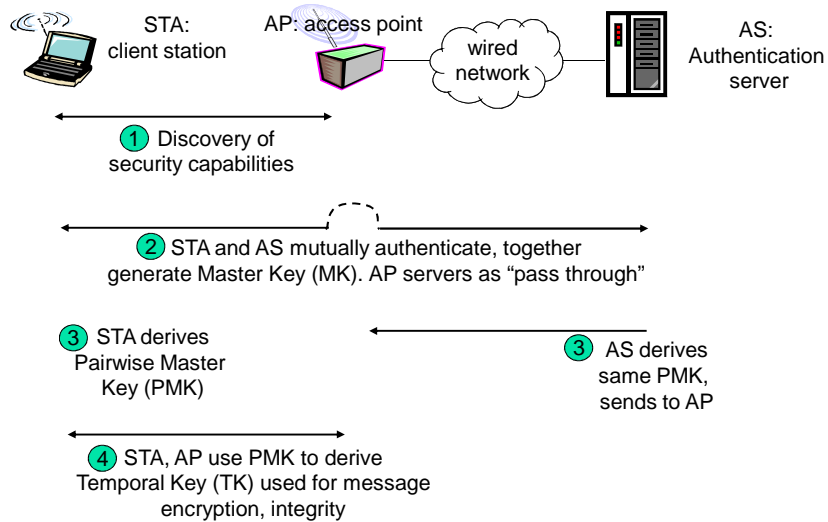 STA:
client station
AP: access point
wired
network
AS:
Authentication
server
1 Discovery of
security capabilities
2 STA and AS mutually authenticate, together
generate Master Key (MK). AP servers as “pass through”
3 STA derives
Pairwise Master
Key (PMK)
3 AS derives
same PMK,
sends to AP
4 STA, AP use PMK to derive
Temporal Key (TK) used for message
encryption, integrity